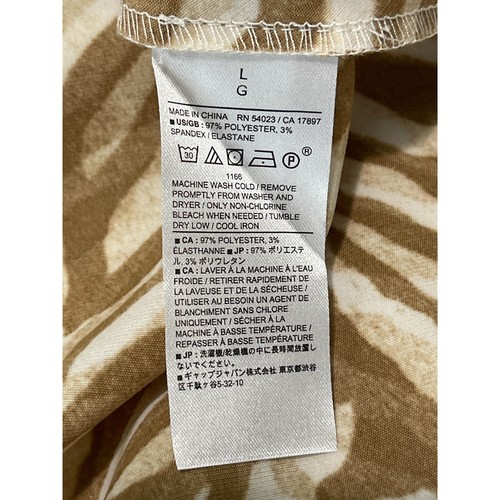 L
G
MADE IN CHINA RN 54023 / CA 17897
■ US/GB : 97% POLYESTER, 3%
SPANDEX / ELASTANE
30 P
1166
MACHINE WASH COLD / REMOVE
PROMPTLY FROM WASHER AND
DRYER / ONLY NON-CHLORINE
BLEACH WHEN NEEDED / TUMBLE
DRY LOW / COOL IRON
■ CA : 97% POLYESTER, 3%
ÉLASTHANNE ■ JP : 97% ポリエステ
ル, 3% ポリウレタン
■ CA : LAVER À LA MACHINE À L'EAU
FROIDE / RETIRER RAPIDEMENT DE
LA LAVEUSE ET DE LA SÉCHEUSE /
UTILISER AU BESOIN UN AGENT DE
BLANCHIMENT SANS CHLORE
UNIQUEMENT / SÉCHER À LA
MACHINE À BASSE TEMPÉRATURE /
REPASSER À BASSE TEMPÉRATURE
■ JP : 洗濯機/乾燥機の中に長時間放置し
ないでください。
■ ギャップジャパン株式会社 東京都渋谷
区千駄ヶ谷5-32-10